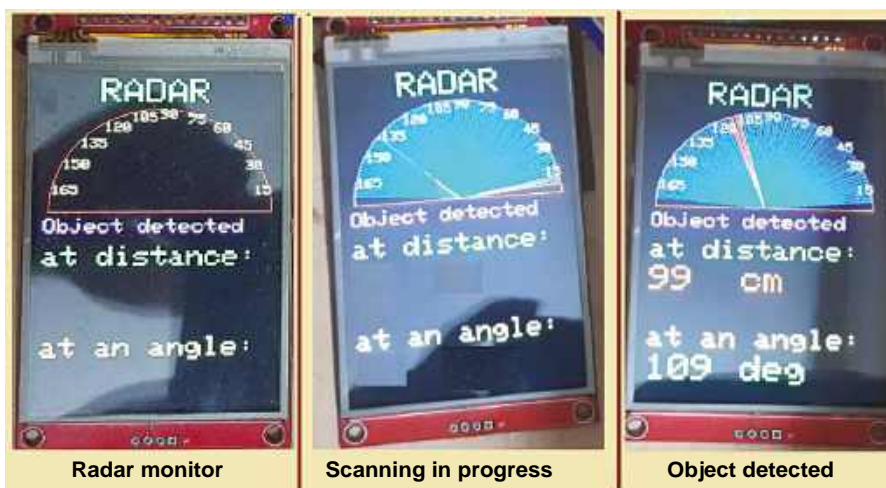 RADAR
165 150 135 120 105 90 75 60 45 30 15
Object detected
at distance:
at an angle:
Radar monitor
RADAR
165 150 135 120 105 90 75 60 45 30 15
Object detected
at distance:
at an angle:
Scanning in progress
RADAR
165 150 135 120 105 90 75 60 45 30 15
Object detected
at distance:
99 cm
at an angle:
109 deg
Object detected